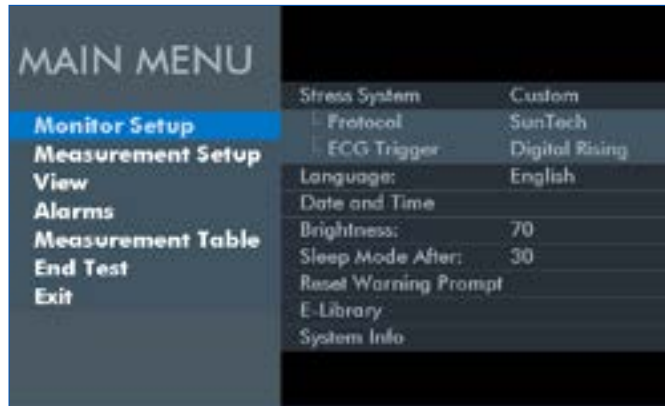 MAIN MENU
Monitor Setup
Measurement Setup
View
Alarms
Measurement Table
End Test
Exit
Stress System Custom
Protocol SunTech
ECG Trigger Digital Rising
Language: English
Date and Time
Brightness: 70
Sleep Mode After: 30
Reset Warning Prompt
E-Library
System Info